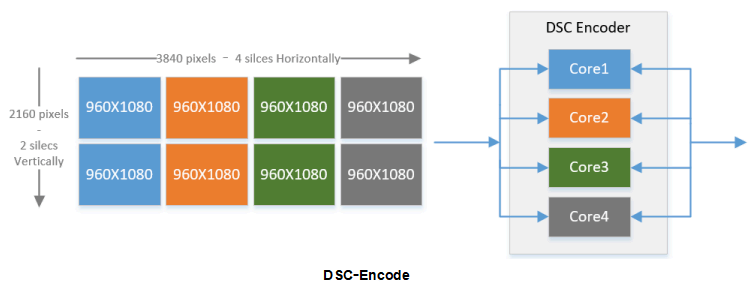 3840 pixels - 4 silces Horizontally
2160 pixels
-
2 silecs
Vertically
960X1080 960X1080 960X1080 960X1080
960X1080 960X1080 960X1080 960X1080
DSC Encoder
Core1
Core2
Core3
Core4
DSC-Encode